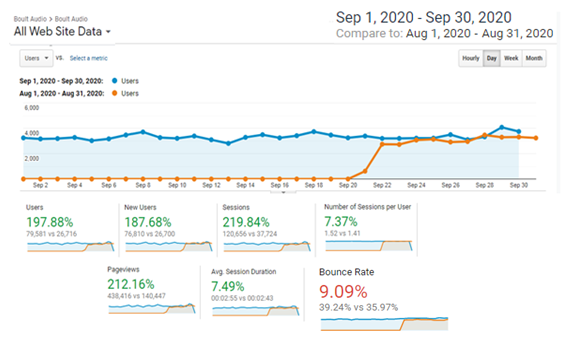 Boult Audio > Boult Audio
All Web Site Data
Sep 1, 2020 - Sep 30, 2020
Compare to: Aug 1, 2020 - Aug 31, 2020
Users vs. Select a metric
Hourly Day Week Month
Sep 1, 2020 - Sep 30, 2020: Users
Aug 1, 2020 - Aug 31, 2020: Users
6,000
4,000
2,000
Sep 2 Sep 4 Sep 6 Sep 8 Sep 10 Sep 12 Sep 14 Sep 16 Sep 18 Sep 20 Sep 22 Sep 24 Sep 26 Sep 28 Sep 30
Users
197.88%
79,581 vs 26,716
New Users
187.68%
76,810 vs 26,700
Sessions
219.84%
120,656 vs 37,724
Number of Sessions per User
7.37%
1.52 vs 1.41
Pageviews
212.16%
438,416 vs 140,447
Avg. Session Duration
7.49%
00:02:55 vs 00:02:43
Bounce Rate
9.09%
39.24% vs 35.97%